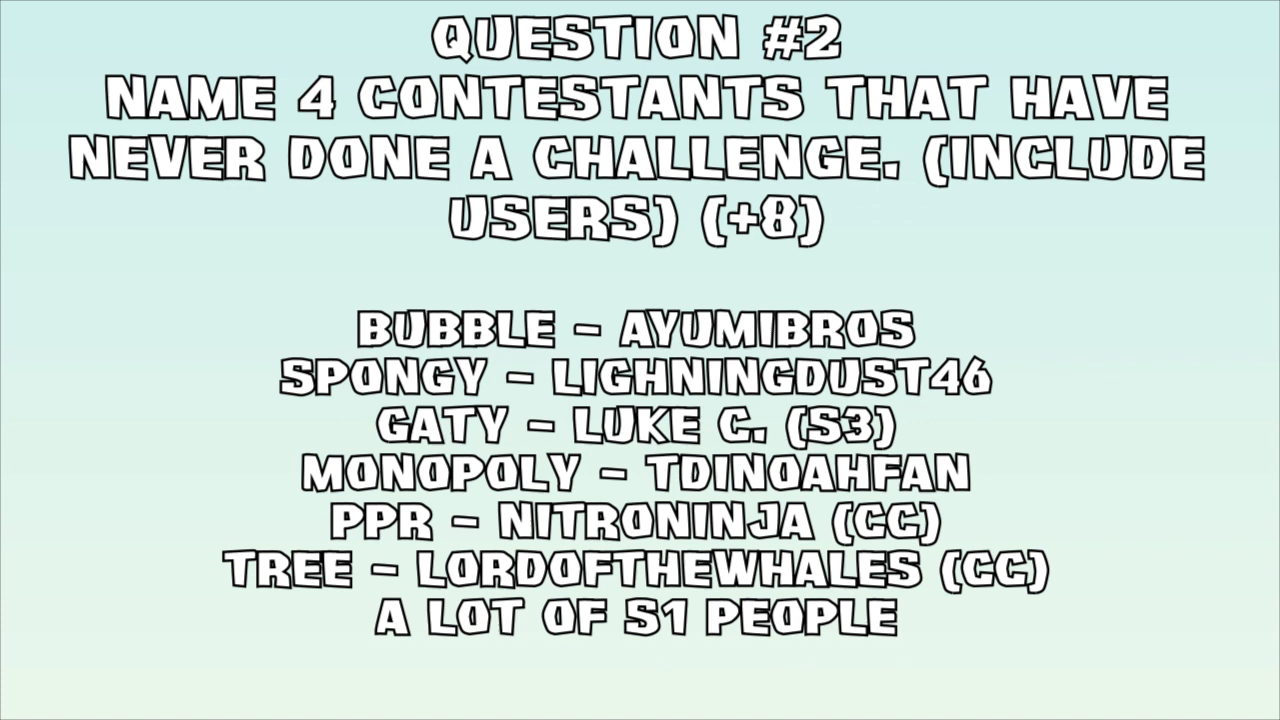 QUESTION #2
NAME 4 CONTESTANTS THAT HAVE
NEVER DONE A CHALLENGE. (INCLUDE
USERS) (+8)
BUBBLE - AYUMIBROS
SPONGY - LIGHNINGDUST46
GATY - LUKE C. (S3)
MONOPOLY - TDINOAHFAN
PPR - NITRONINJA (CC)
TREE - LORDOFTHEWHALES (CC)
A LOT OF S1 PEOPLE